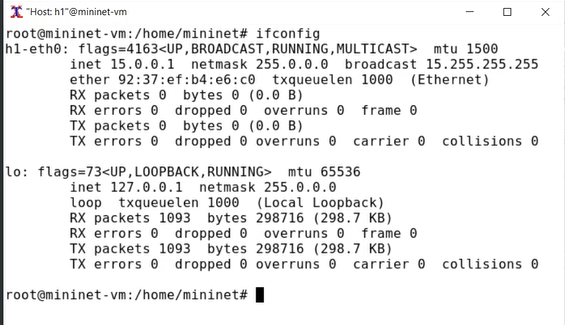 "Host: h1"@mininet-vm
root@mininet-vm:/home/mininet# ifconfig
h1-eth0: flags=4163<UP,BROADCAST,RUNNING,MULTICAST>  mtu 1500
        inet 15.0.0.1  netmask 255.0.0.0  broadcast 15.255.255.255
        ether 92:37:ef:b4:e6:c0  txqueuelen 1000  (Ethernet)
        RX packets 0  bytes 0 (0.0 B)
        RX errors 0  dropped 0  overruns 0  frame 0
        TX packets 0  bytes 0 (0.0 B)
        TX errors 0  dropped 0 overruns 0  carrier 0  collisions 0

lo: flags=73<UP,LOOPBACK,RUNNING>  mtu 65536
        inet 127.0.0.1  netmask 255.0.0.0
        loop  txqueuelen 1000  (Local Loopback)
        RX packets 1093  bytes 298716 (298.7 KB)
        RX errors 0  dropped 0  overruns 0  frame 0
        TX packets 1093  bytes 298716 (298.7 KB)
        TX errors 0  dropped 0 overruns 0  carrier 0  collisions 0

root@mininet-vm:/home/mininet#